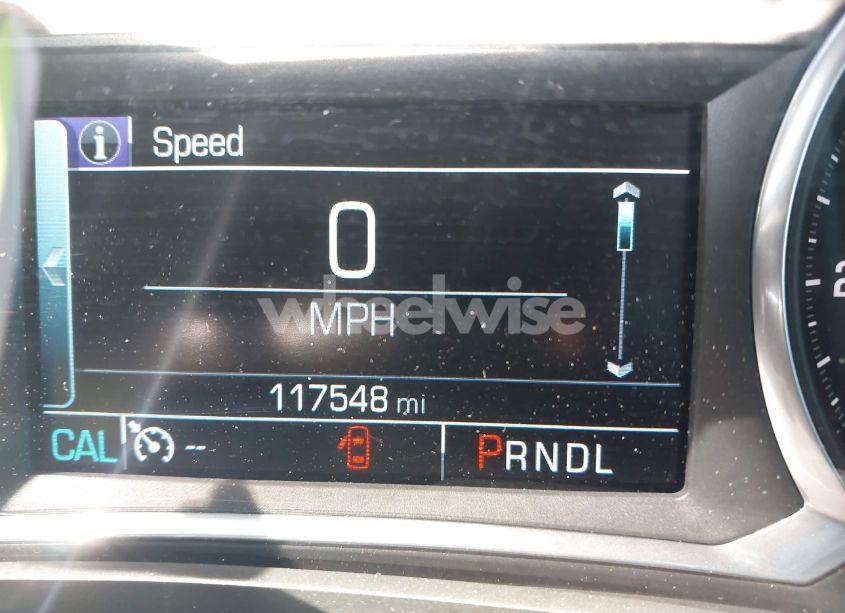 Speed
0
MPH
wheelwise
117548 mi
CAL -- PRNDL